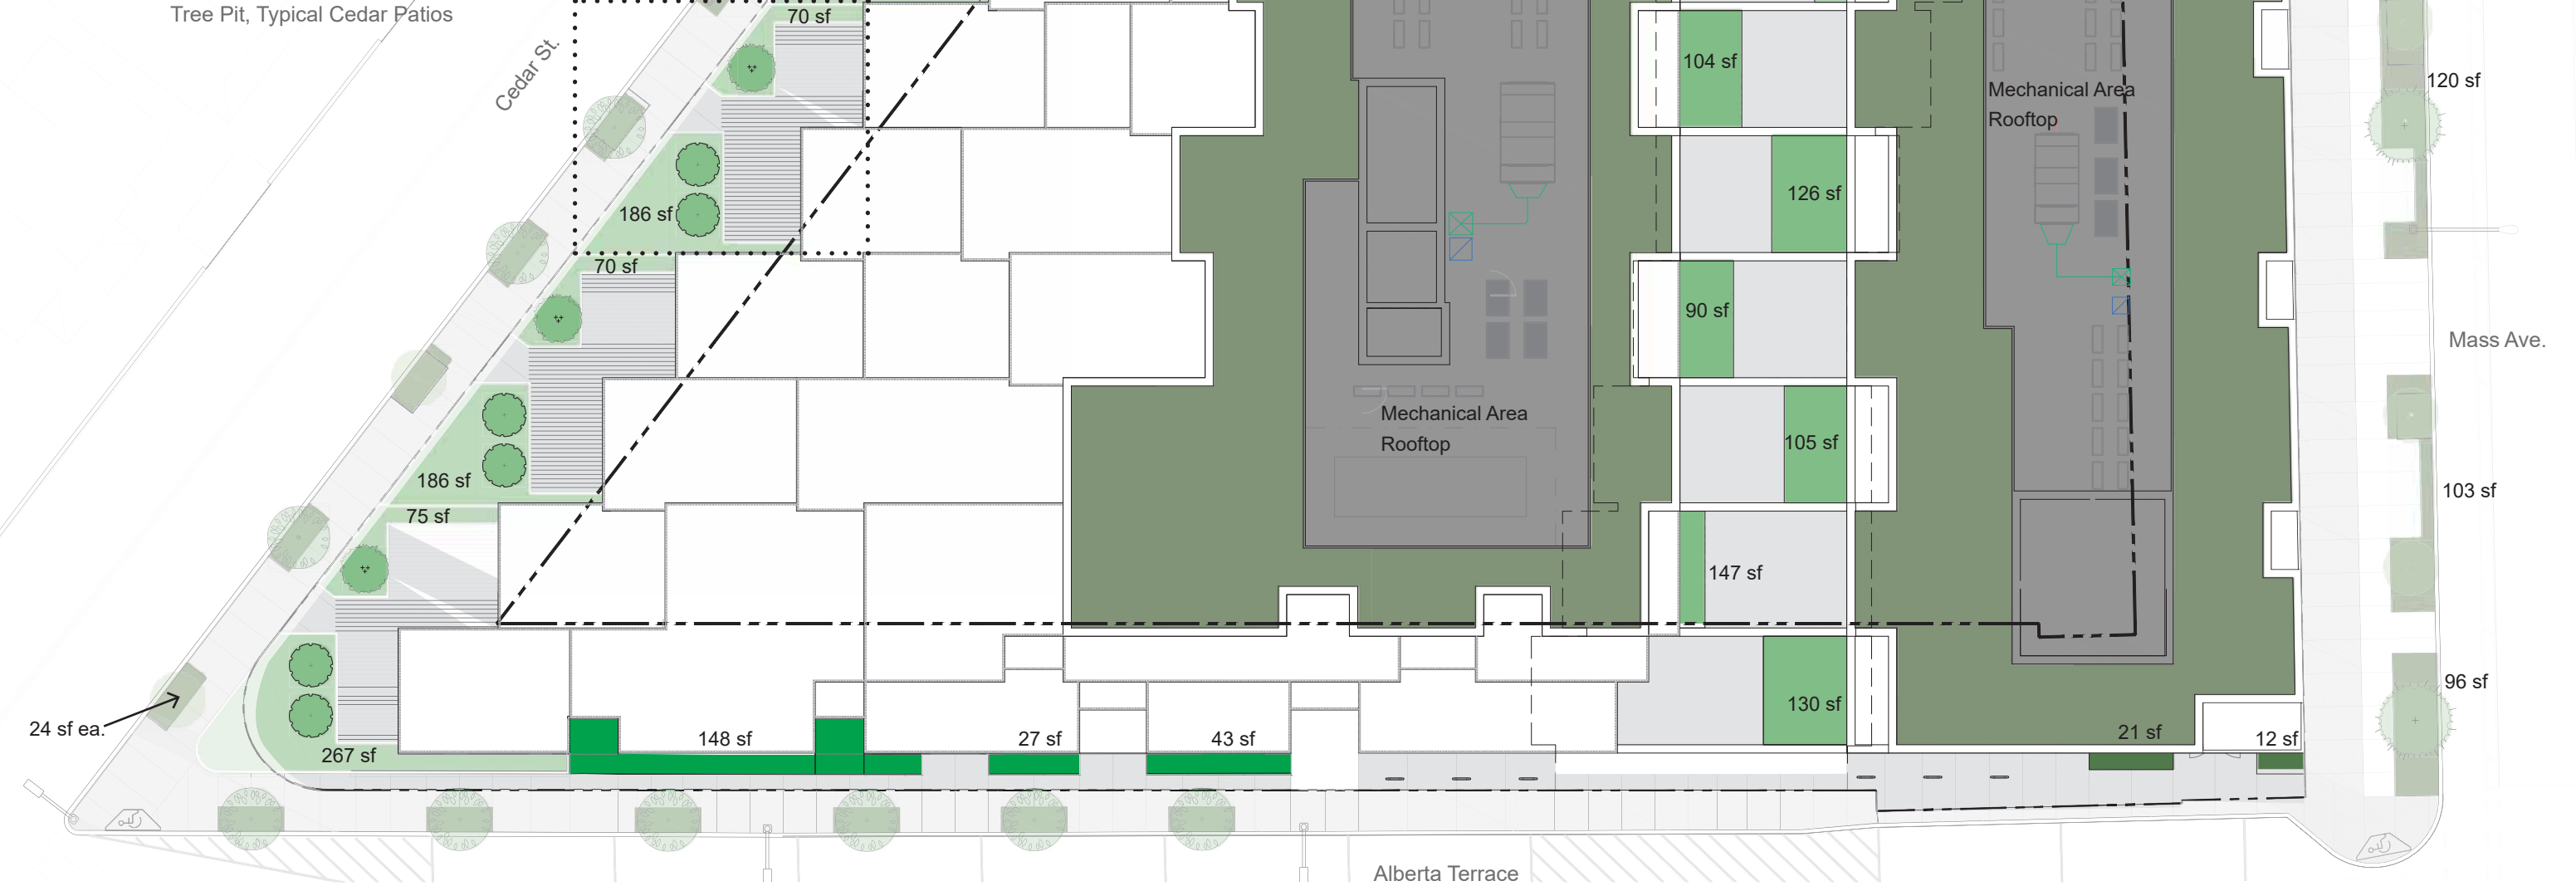 Tree Pit, Typical Cedar Patios
70 sf
Cedar St.
104 sf
120 sf
Mechanical Area
Rooftop
126 sf
186 sf
70 sf
90 sf
Mass Ave.
Mechanical Area
Rooftop
105 sf
186 sf
103 sf
75 sf
147 sf
96 sf
130 sf
24 sf ea.
148 sf
27 sf
43 sf
21 sf
12 sf
267 sf
Alberta Terrace